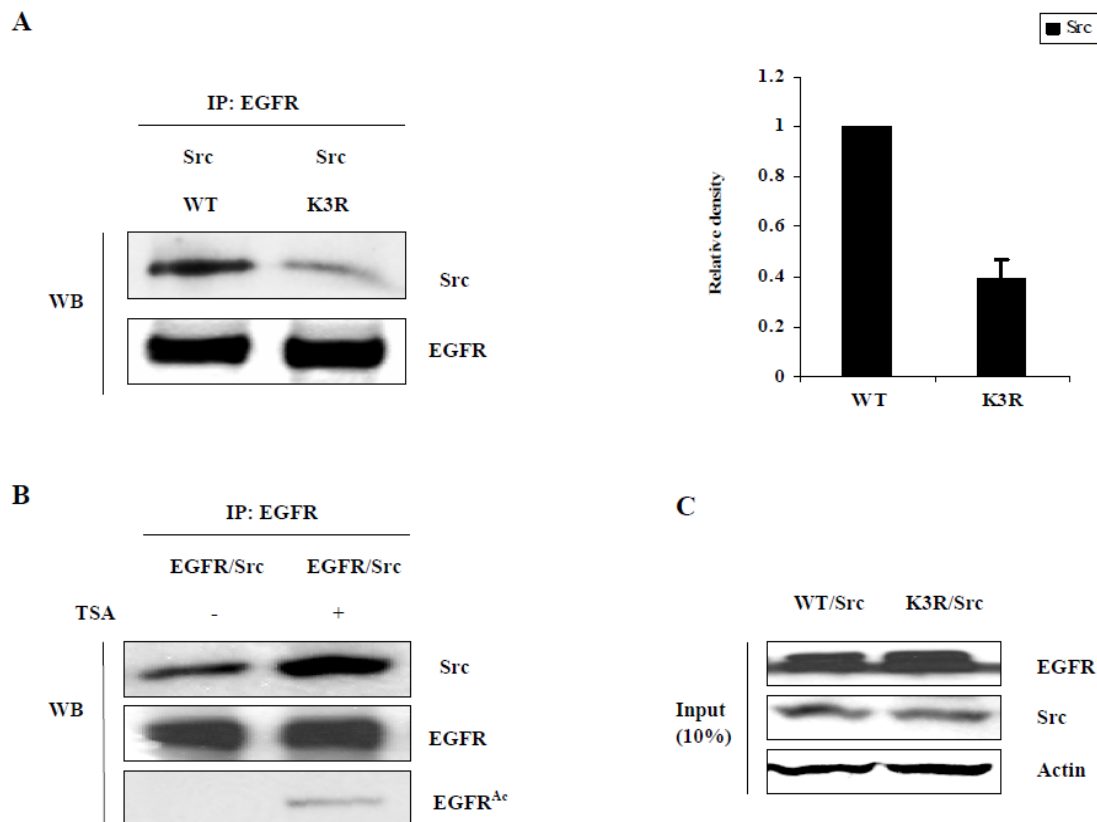 A
IP: EGFR
Src Src
WT K3R
WB
Src
EGFR
Src
1.2
1
0.8
0.6
0.4
0.2
0
Relative density
WT K3R
B
IP: EGFR
EGFR/Src EGFR/Src
TSA - +
WB
Src
EGFR
EGFRAc
C
WT/Src K3R/Src
Input
(10%)
EGFR
Src
Actin